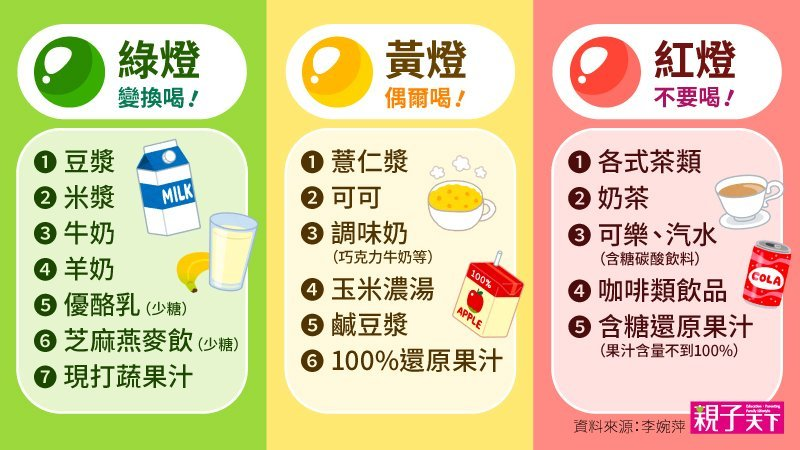 綠燈
變換喝！
❶ 豆漿
❷ 米漿
❸ 牛奶
❹ 羊奶
❺ 優酪乳（少糖）
❻ 芝麻燕麥飲（少糖）
❼ 現打蔬果汁
MILK
黃燈
偶爾喝！
❶ 薏仁漿
❷ 可可
❸ 調味奶
（巧克力牛奶等）
❹ 玉米濃湯
❺ 鹹豆漿
❻ 100%還原果汁
100%
APPLE
紅燈
不要喝！
❶ 各式茶類
❷ 奶茶
❸ 可樂、汽水
（含糖碳酸飲料）
❹ 咖啡類飲品
❺ 含糖還原果汁
（果汁含量不到100%）
COLA
資料來源：李婉萍
親子天下
Education．Parenting
Family Lifestyle